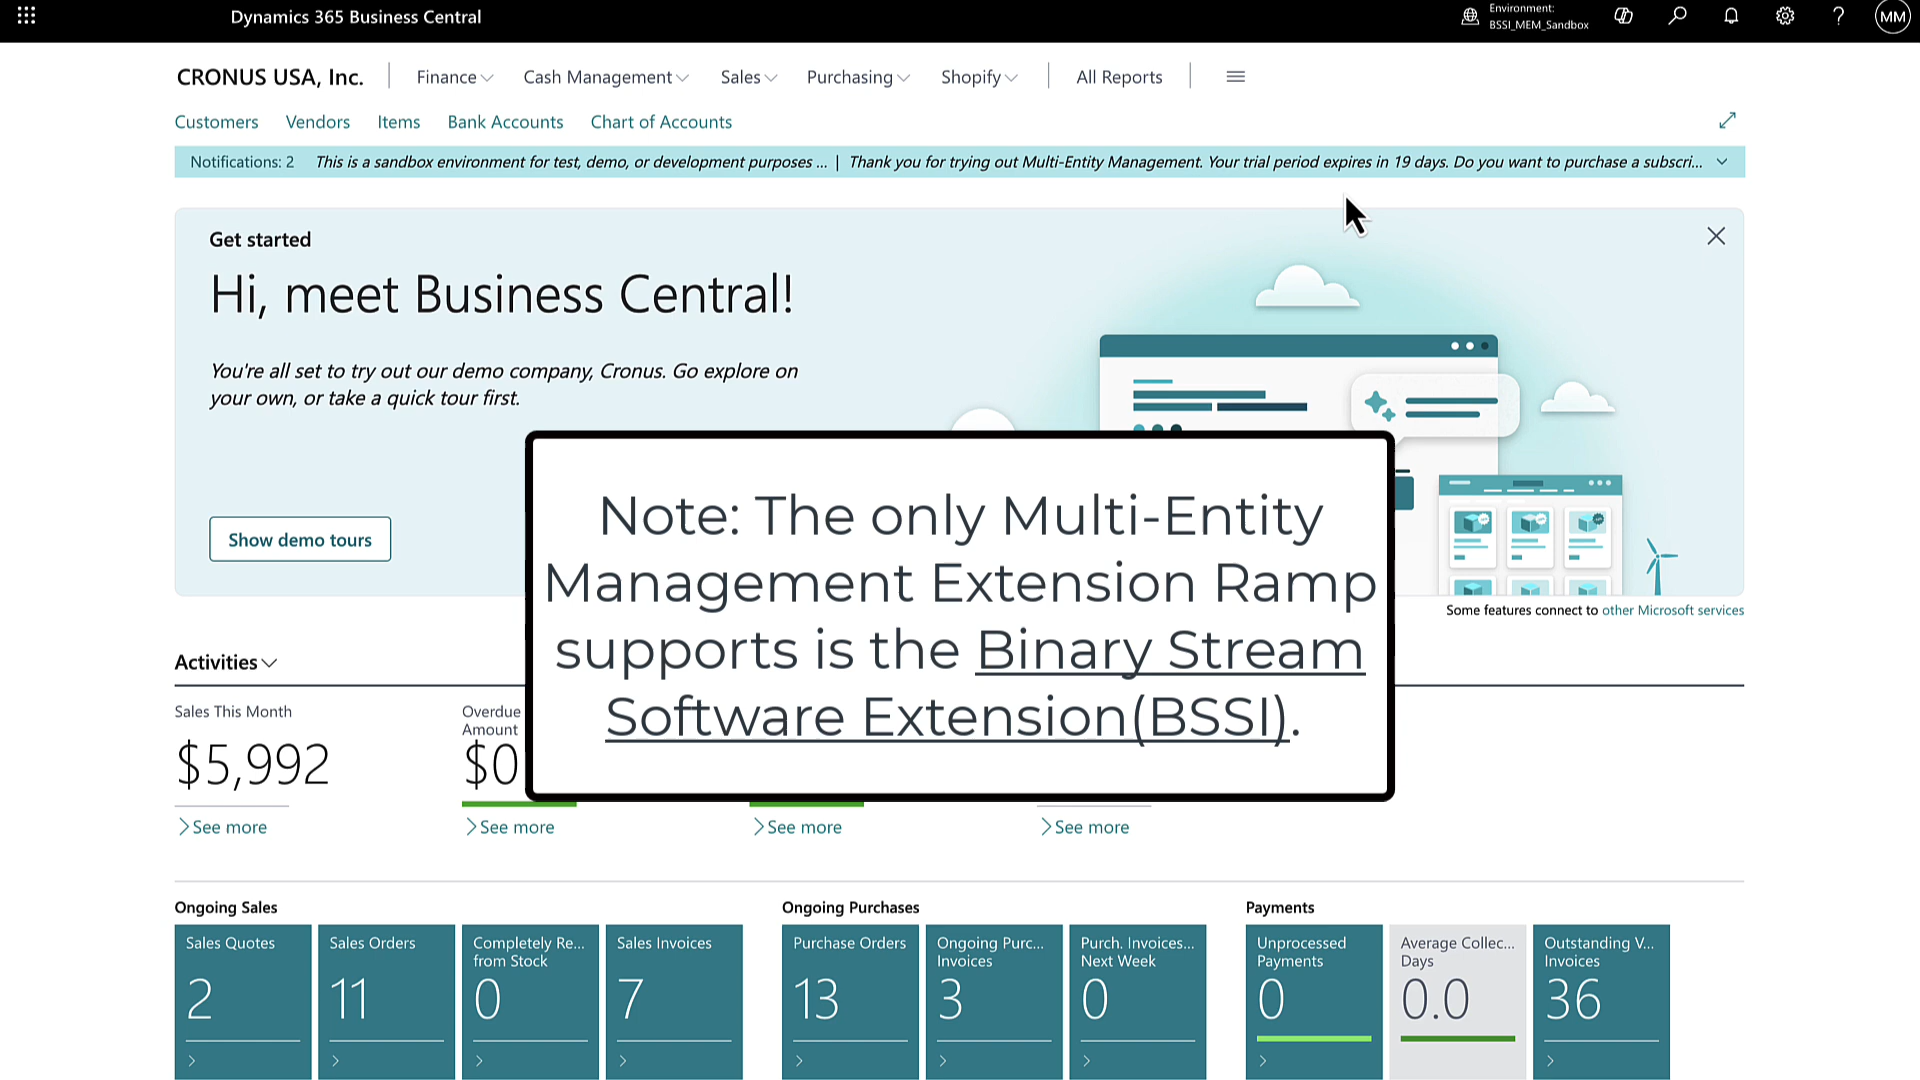 Dynamics 365 Business Central
Environment:
BSSI_MEM_Sandbox
MM
CRONUS USA, Inc.
Finance
Cash Management
Sales
Purchasing
Shopify
All Reports
Customers
Vendors
Items
Bank Accounts
Chart of Accounts
Notifications: 2
This is a sandbox environment for test, demo, or development purposes ... |
Thank you for trying out Multi-Entity Management. Your trial period expires in 19 days. Do you want to purchase a subscri...
Get started
Hi, meet Business Central!
You're all set to try out our demo company, Cronus. Go explore on
your own, or take a quick tour first.
Show demo tours
Note: The only Multi-Entity
Management Extension Ramp
supports is the Binary Stream
Software Extension(BSSI).
Some features connect to other Microsoft services
Activities
Sales This Month
$5,992
See more
Overdue
Amount
$0
See more
See more
See more
Ongoing Sales
Sales Quotes
2
Sales Orders
11
Completely Re...
from Stock
0
Sales Invoices
7
Ongoing Purchases
Purchase Orders
13
Ongoing Purc...
Invoices
3
Purch. Invoices...
Next Week
0
Payments
Unprocessed
Payments
0
Average Collec...
Days
0.0
Outstanding V...
Invoices
36